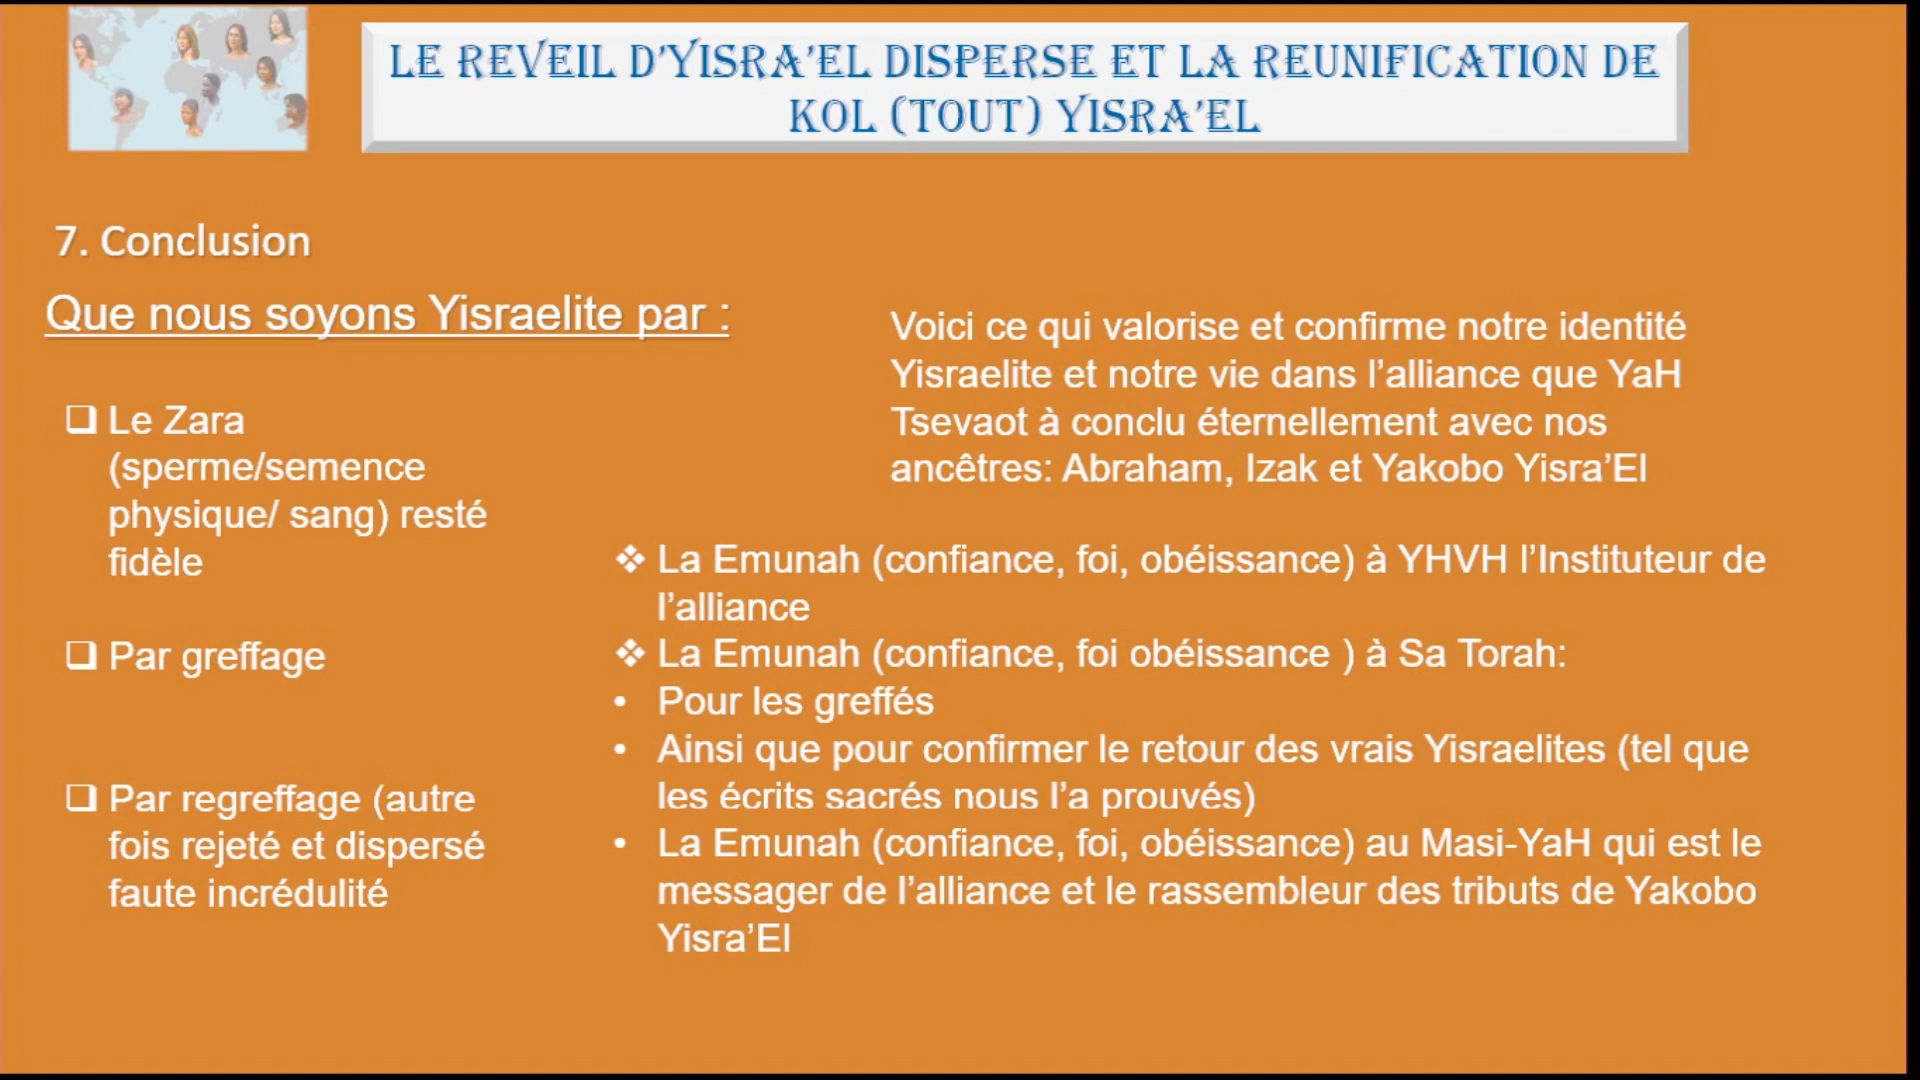 LE REVEIL D’YISRA’EL DISPERSE ET LA REUNIFICATION DE
KOL (TOUT) YISRA’EL
7. Conclusion
Que nous soyons Yisraelite par :
❑ Le Zara
(sperme/semence
physique/ sang) resté
fidèle
❑ Par greffage
❑ Par regreffage (autre
fois rejeté et dispersé
faute incrédulité
Voici ce qui valorise et confirme notre identité
Yisraelite et notre vie dans l’alliance que YaH
Tsevaot à conclu éternellement avec nos
ancêtres: Abraham, Izak et Yakobo Yisra’El
❖ La Emunah (confiance, foi, obéissance) à YHVH l’Instituteur de
l’alliance
❖ La Emunah (confiance, foi obéissance ) à Sa Torah:
• Pour les greffés
• Ainsi que pour confirmer le retour des vrais Yisraelites (tel que
les écrits sacrés nous l’a prouvés)
• La Emunah (confiance, foi, obéissance) au Masi-YaH qui est le
messager de l’alliance et le rassembleur des tributs de Yakobo
Yisra’El